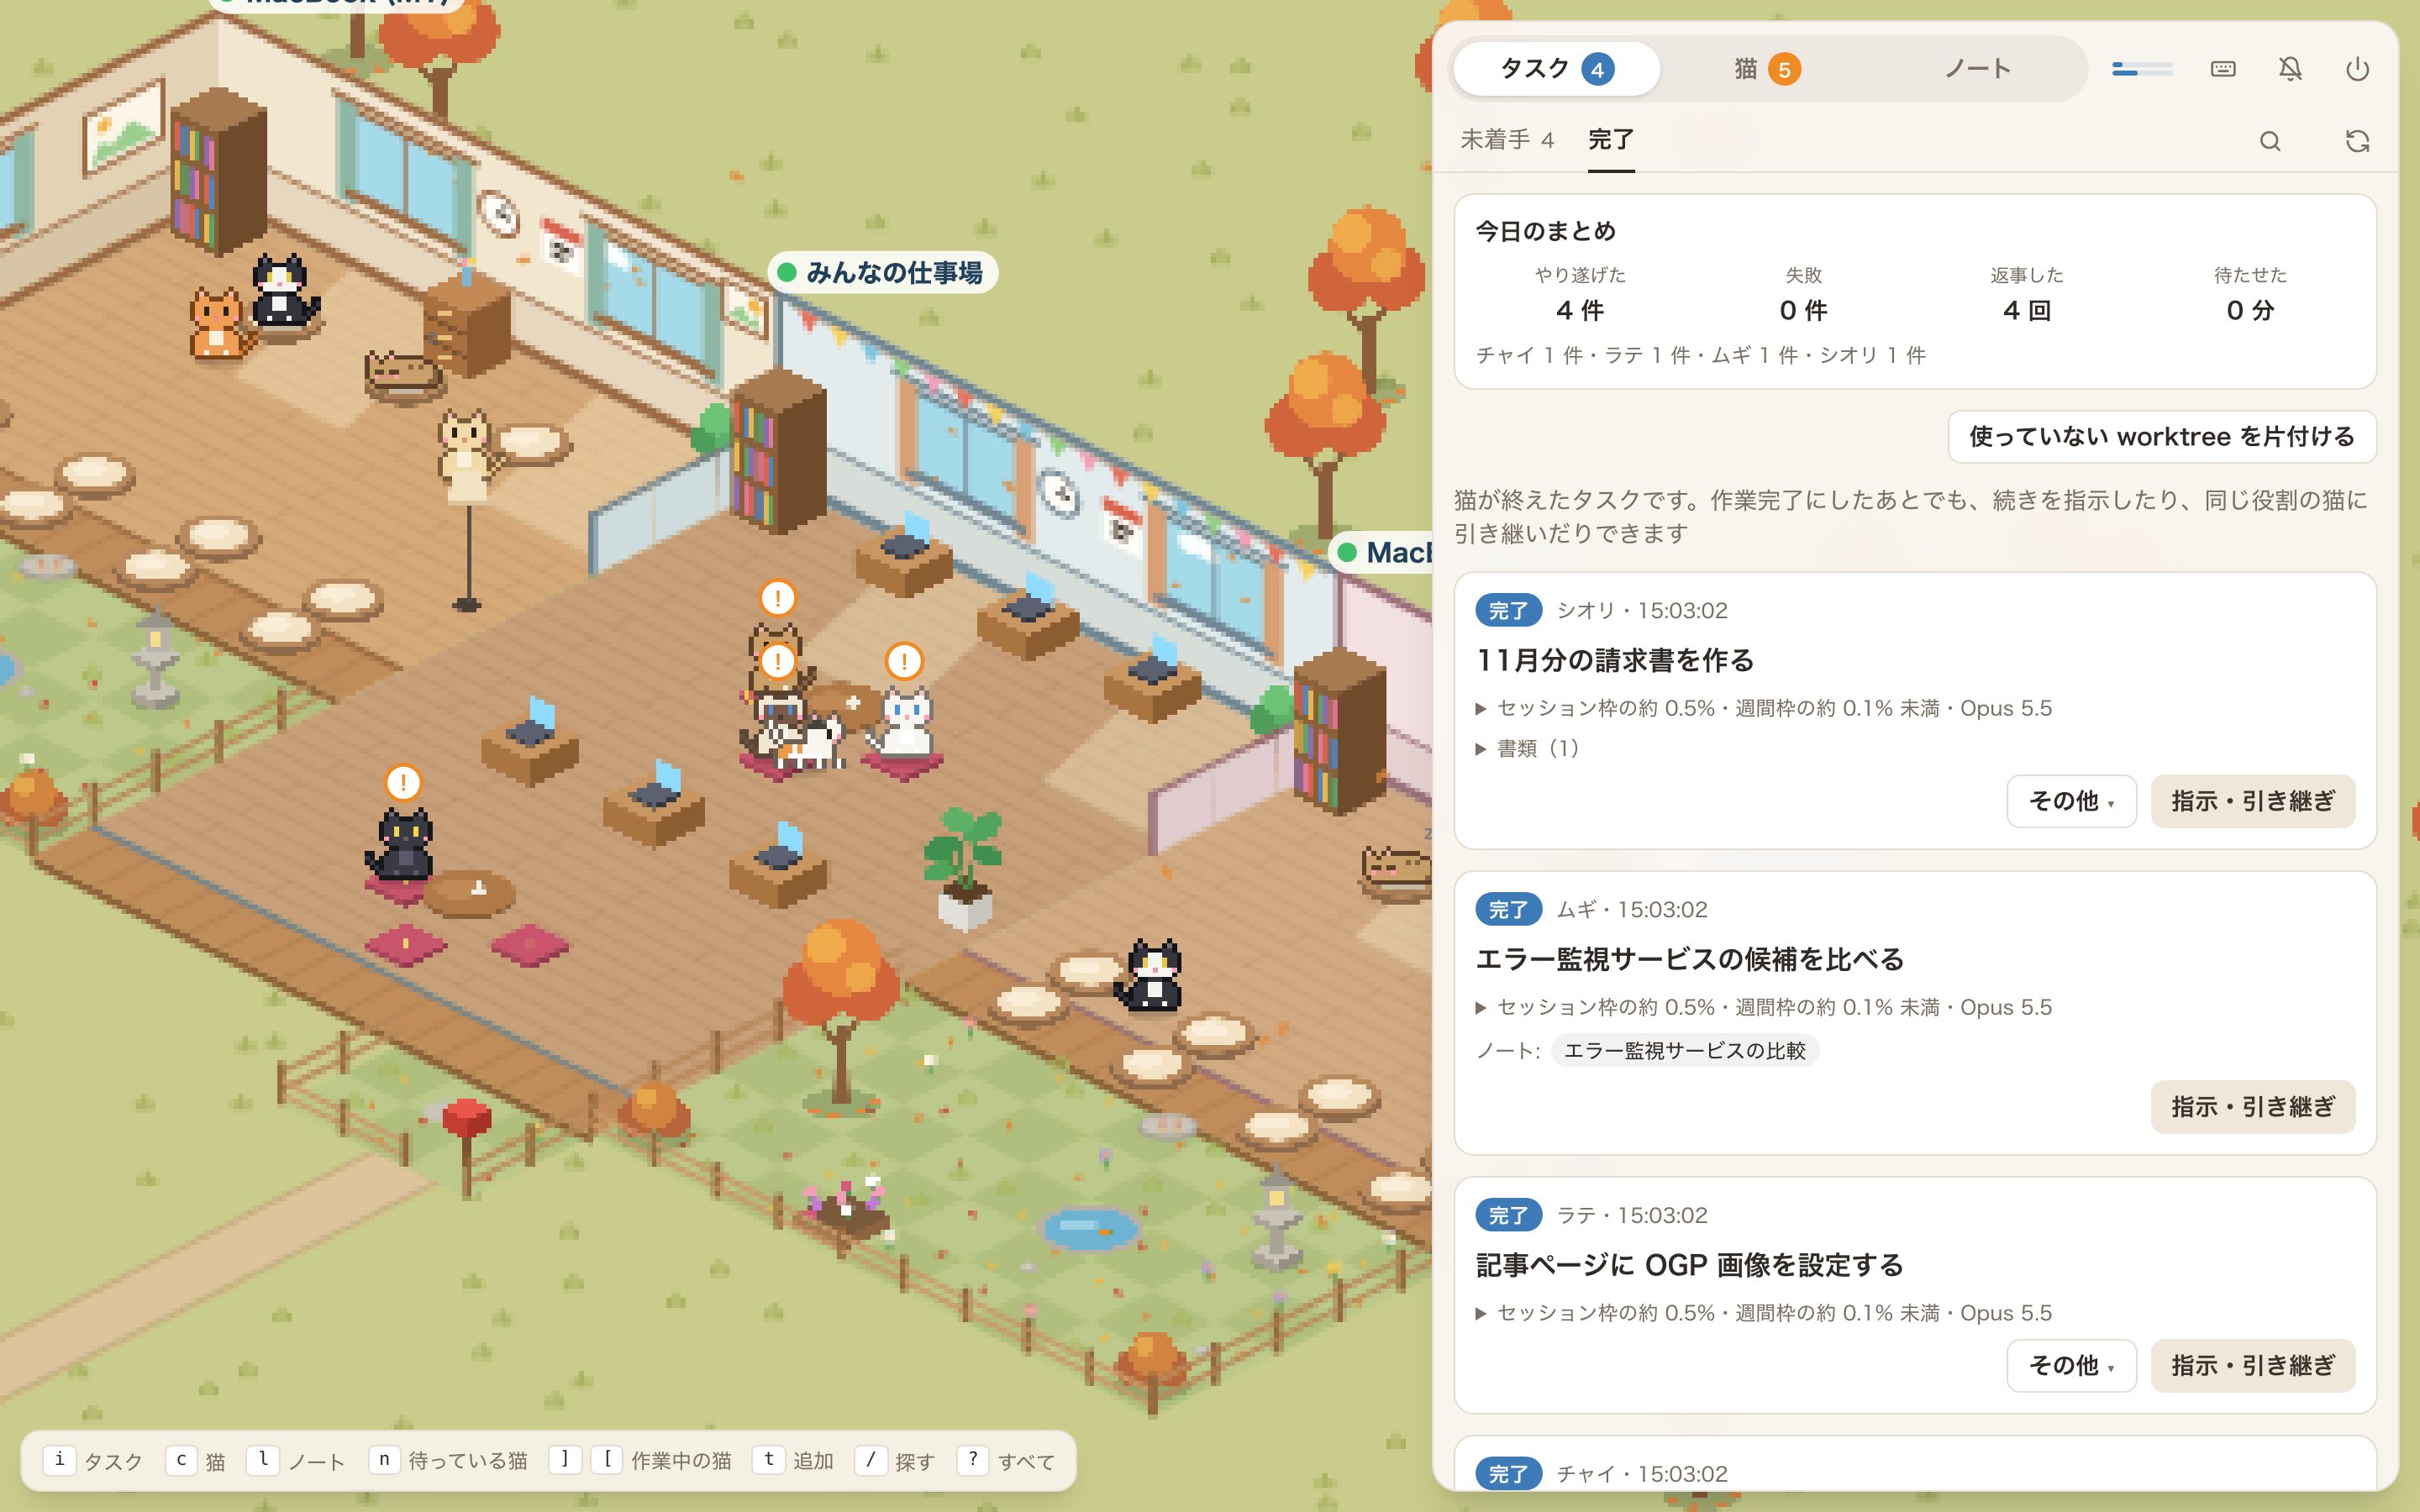 MacBook (M1)
みんなの仕事場
タスク 4
猫 5
ノート
未着手 4
完了
今日のまとめ
やり遂げた 失敗 返事した 待たせた
4 件 0 件 4 回 0 分
チャイ 1 件・ラテ 1 件・ムギ 1 件・シオリ 1 件
使っていない worktree を片付ける
猫が終えたタスクです。作業完了にしたあとでも、続きを指示したり、同じ役割の猫に
引き継いだりできます
完了 シオリ・15:03:02
11月分の請求書を作る
▶ セッション枠の約 0.5%・週間枠の約 0.1% 未満・Opus 5.5
▶ 書類（1）
その他 ▾ 指示・引き継ぎ
完了 ムギ・15:03:02
エラー監視サービスの候補を比べる
▶ セッション枠の約 0.5%・週間枠の約 0.1% 未満・Opus 5.5
ノート: エラー監視サービスの比較
指示・引き継ぎ
完了 ラテ・15:03:02
記事ページに OGP 画像を設定する
▶ セッション枠の約 0.5%・週間枠の約 0.1% 未満・Opus 5.5
その他 ▾ 指示・引き継ぎ
完了 チャイ・15:03:02
i タスク c 猫 l ノート n 待っている猫 ] [ 作業中の猫 t 追加 / 探す ? すべて